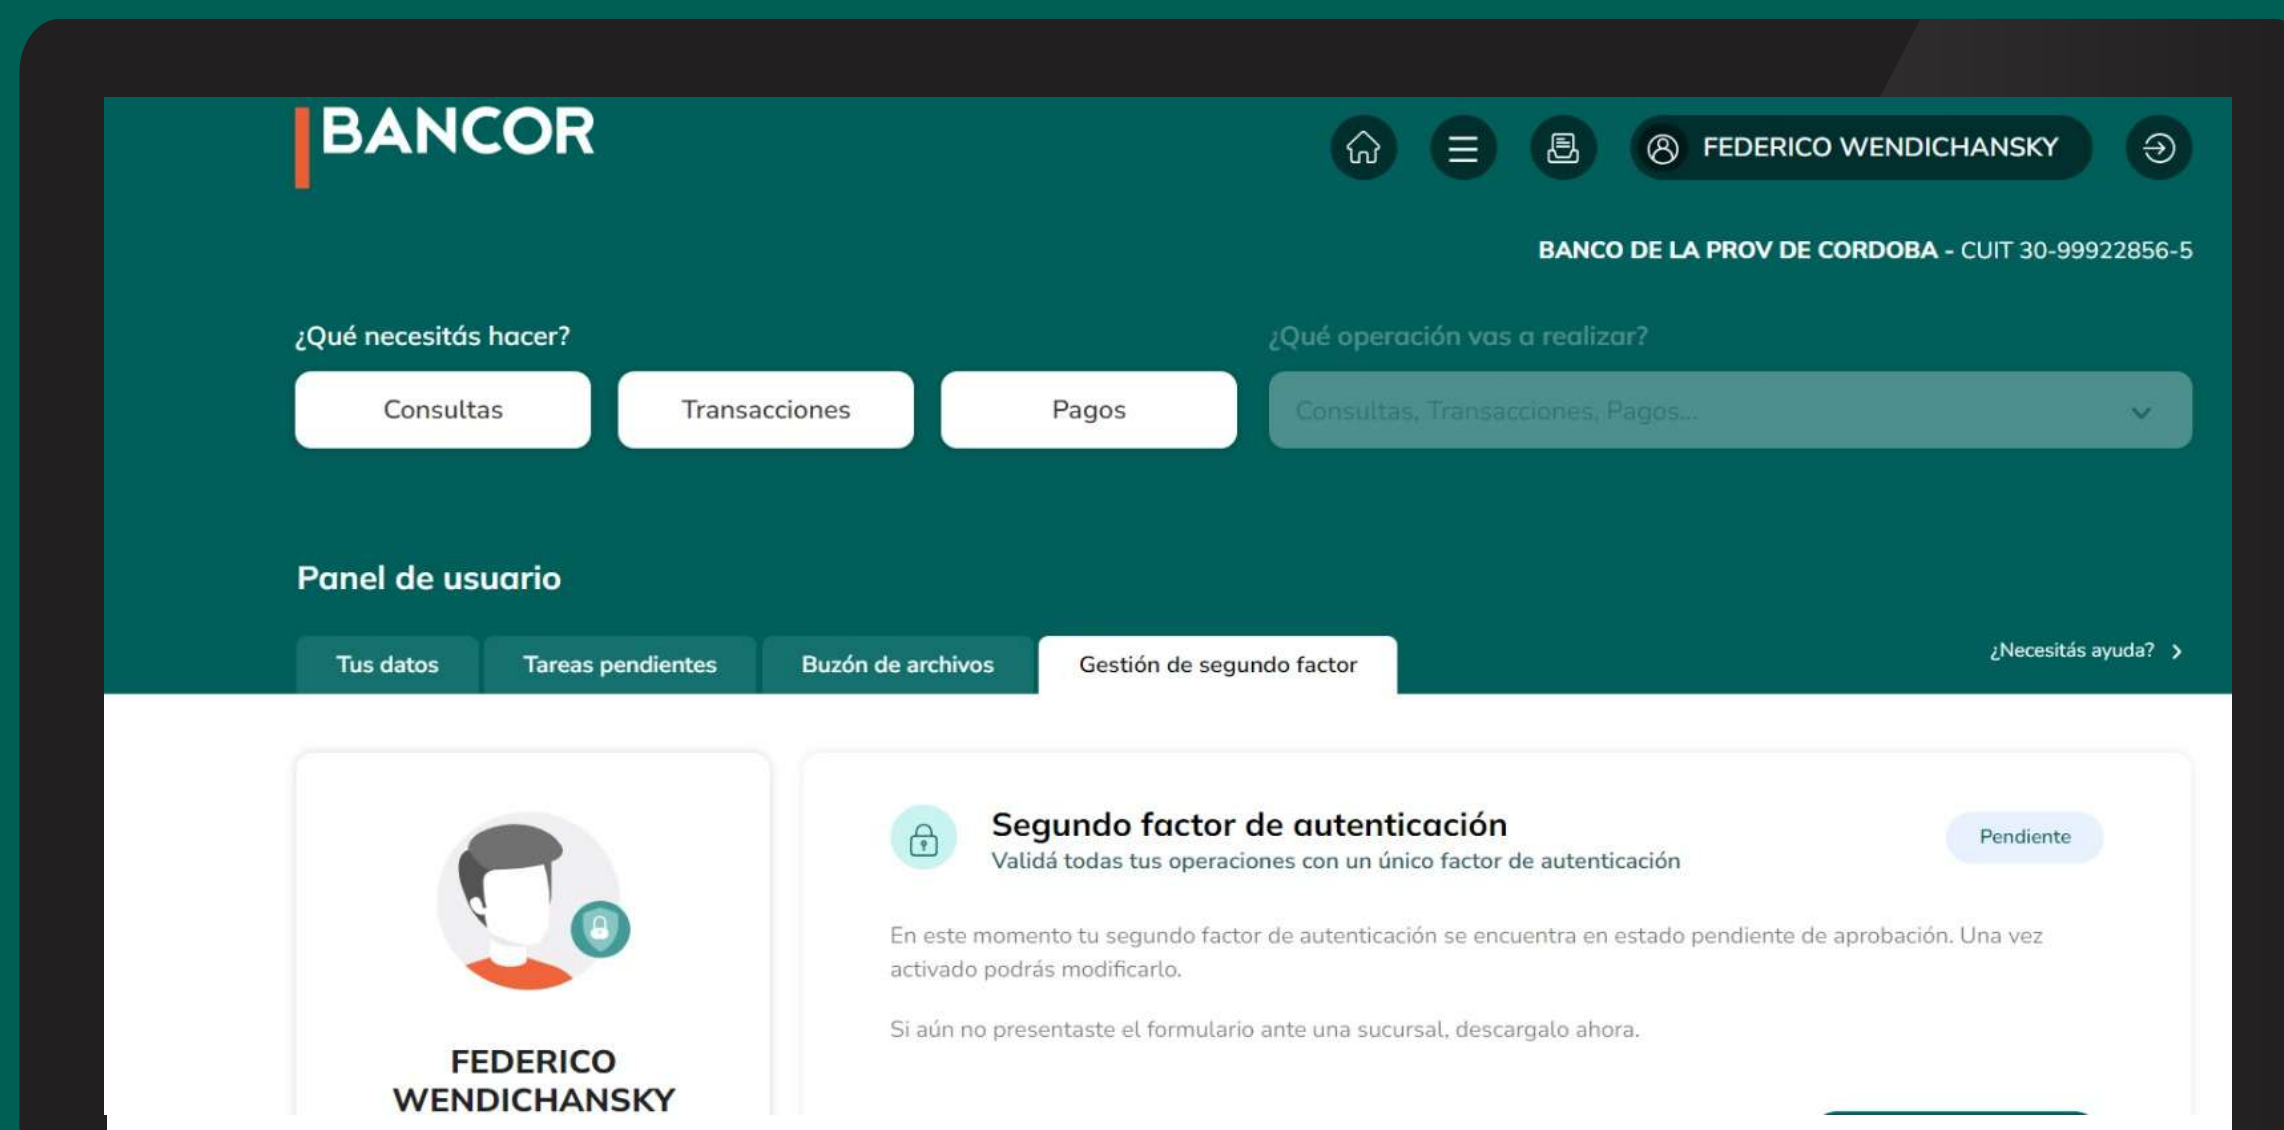 BANCOR
FEDERICO WENDICHANSKY
BANCO DE LA PROV DE CORDOBA - CUIT 30-99922856-5
¿Qué necesitás hacer?
¿Qué operación vas a realizar?
Consultas
Transacciones
Pagos
Consultas, Transacciones, Pagos...
Panel de usuario
Tus datos
Tareas pendientes
Buzón de archivos
Gestión de segundo factor
¿Necesitás ayuda?
Segundo factor de autenticación
Validá todas tus operaciones con un único factor de autenticación
Pendiente
En este momento tu segundo factor de autenticación se encuentra en estado pendiente de aprobación. Una vez
activado podrás modificarlo.
Si aún no presentaste el formulario ante una sucursal, descargalo ahora.
FEDERICO
WENDICHANSKY